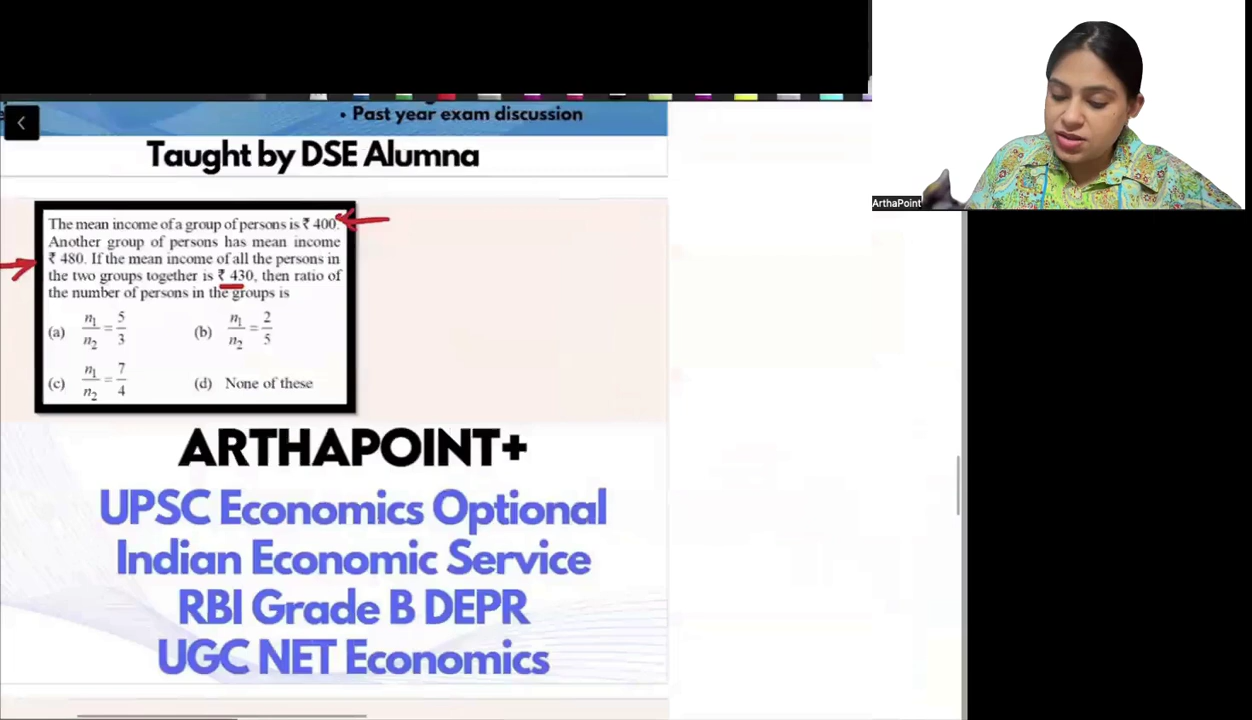 • Past year exam discussion
Taught by DSE Alumna
The mean income of a group of persons is ₹ 400.
Another group of persons has mean income
₹ 480. If the mean income of all the persons in
the two groups together is ₹ 430, then ratio of
the number of persons in the groups is
(a) n₁/n₂ = 5/3 (b) n₁/n₂ = 2/5
(c) n₁/n₂ = 7/4 (d) None of these
ARTHAPOINT+
UPSC Economics Optional
Indian Economic Service
RBI Grade B DEPR
UGC NET Economics
ArthaPoint